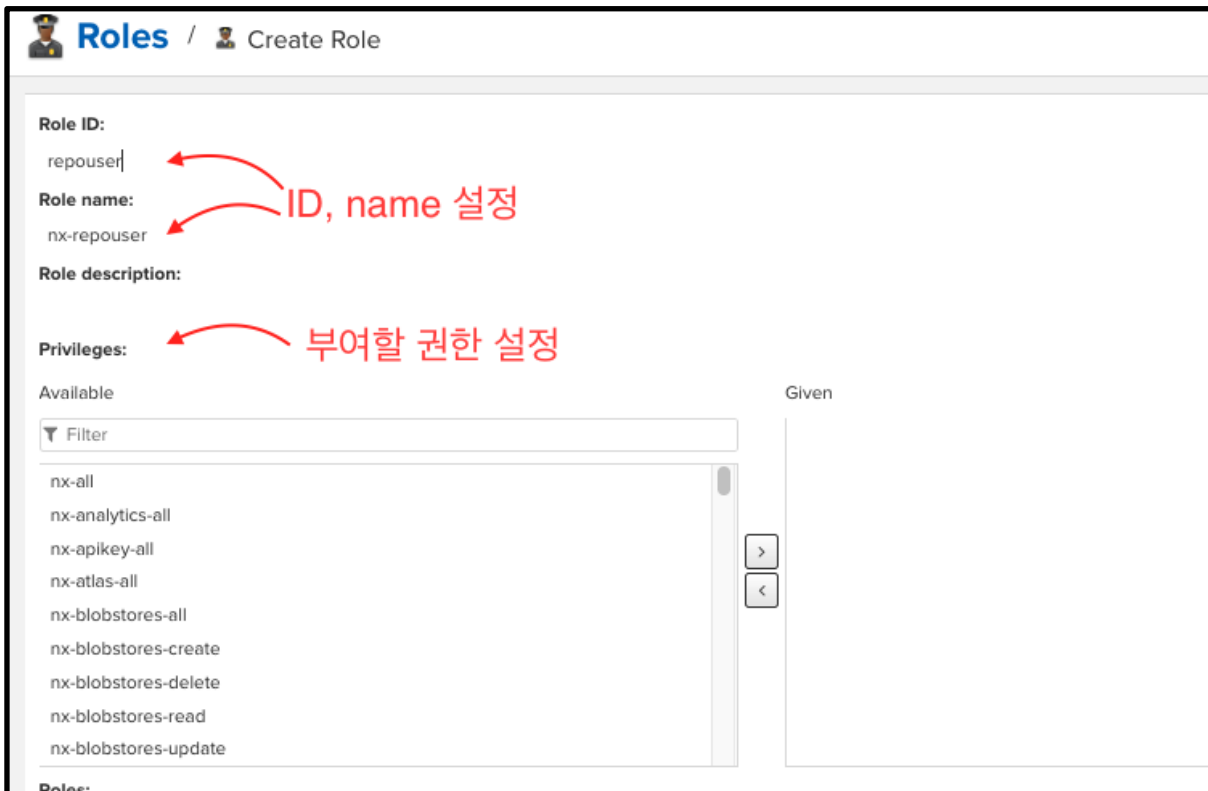 Roles / Create Role
Role ID:
repouser
ID, name 설정
Role name:
nx-repouser
Role description:
부여할 권한 설정
Privileges:
Available
Given
Filter
nx-all
nx-analytics-all
nx-apikey-all
nx-atlas-all
nx-blobstores-all
>
nx-blobstores-create
<
nx-blobstores-delete
nx-blobstores-read
nx-blobstores-update
Roles: